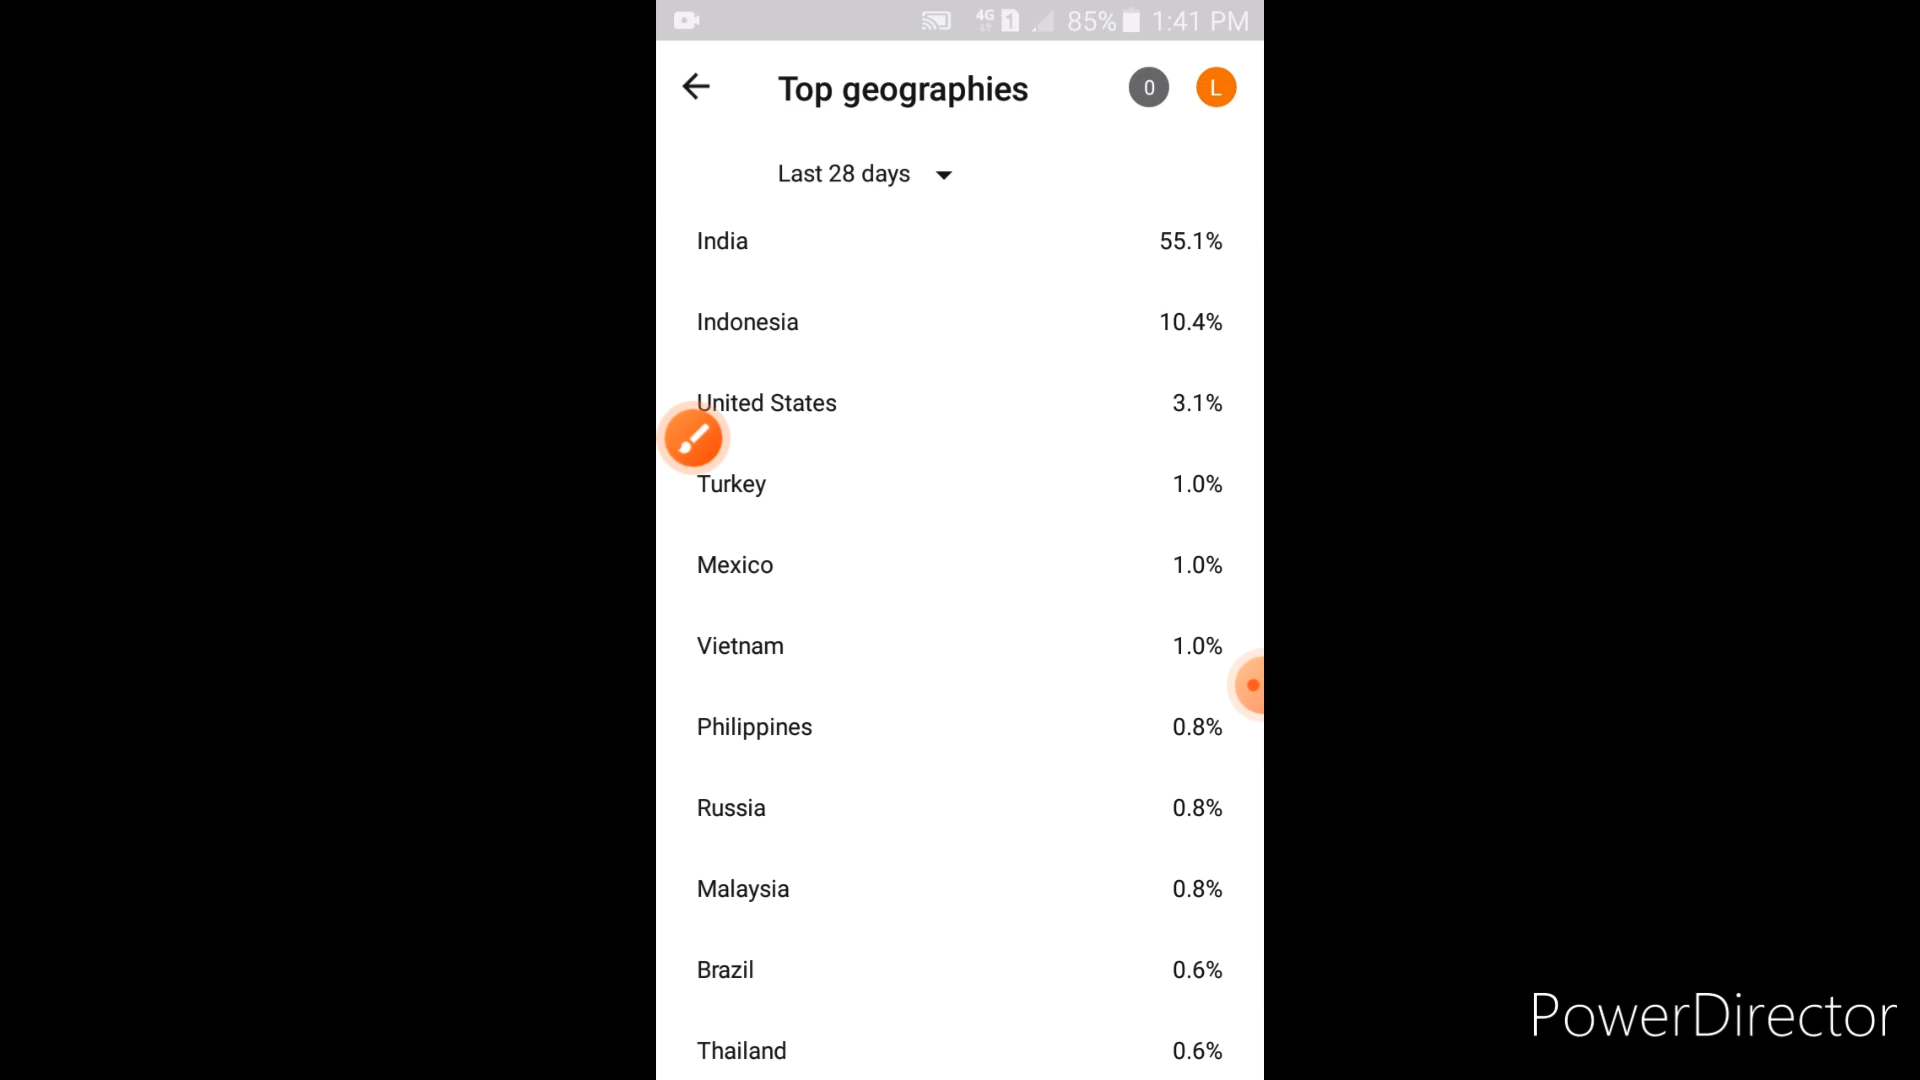 4G 1 85% 1:41 PM
Top geographies 0 L
Last 28 days
India 55.1%
Indonesia 10.4%
United States 3.1%
Turkey 1.0%
Mexico 1.0%
Vietnam 1.0%
Philippines 0.8%
Russia 0.8%
Malaysia 0.8%
Brazil 0.6%
Thailand 0.6%
PowerDirector